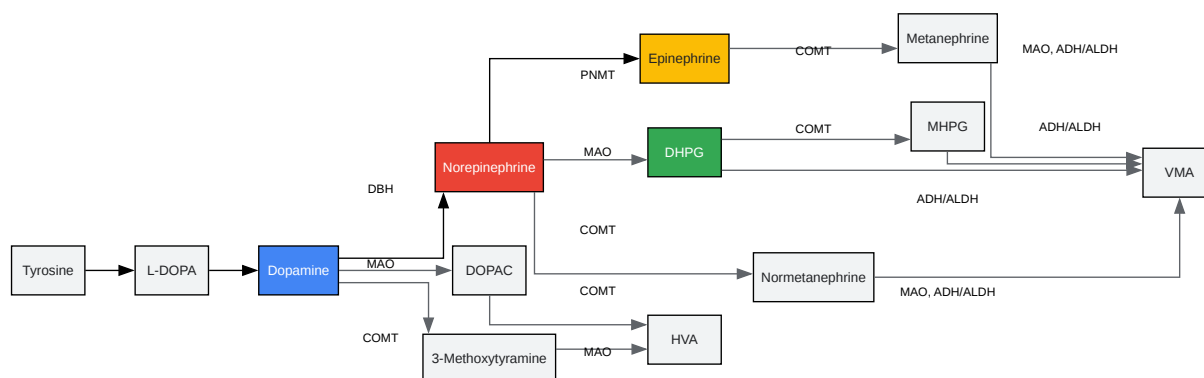 Metanephrine
MAO, ADH/ALDH
COMT
Epinephrine
PNMT
MHPG
ADH/ALDH
COMT
DHPG
MAO
Norepinephrine
VMA
DBH
ADH/ALDH
COMT
Tyrosine
L-DOPA
Dopamine
MAO
DOPAC
Normetanephrine
COMT
MAO, ADH/ALDH
COMT
HVA
3-Methoxytyramine
MAO